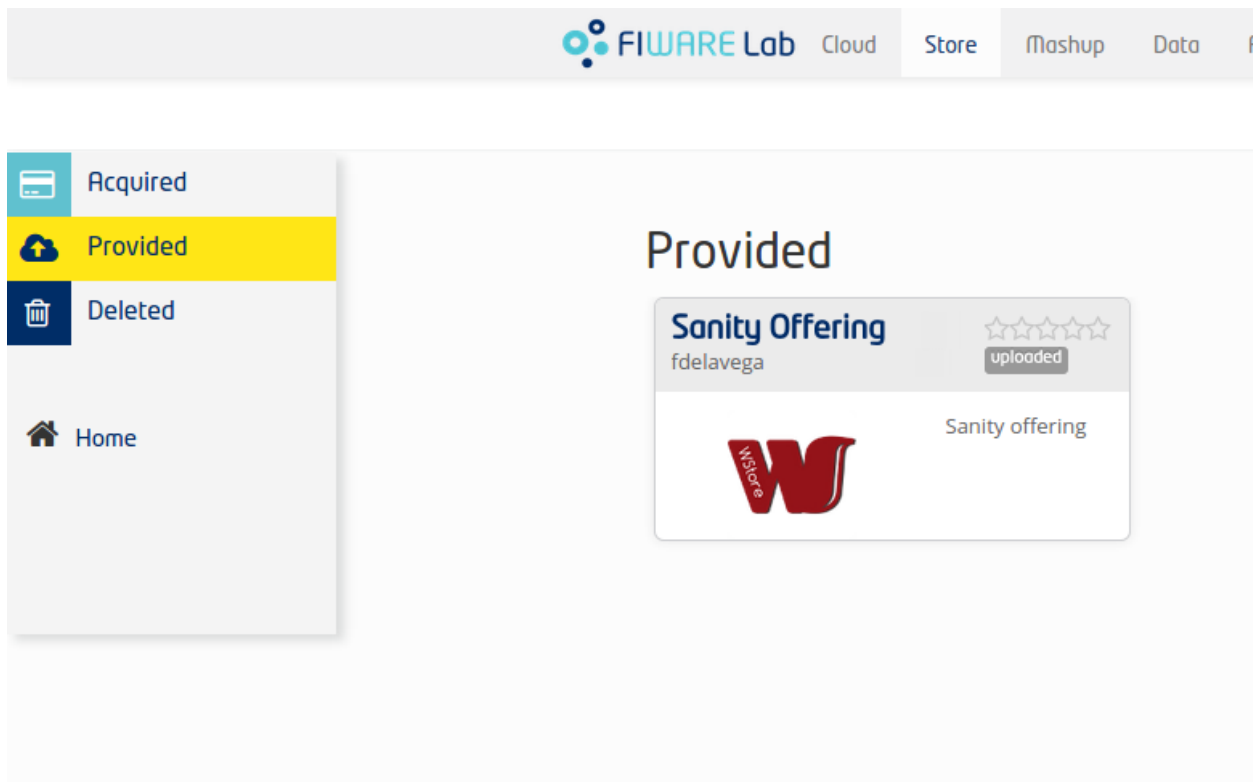 FIWARE Lab Cloud Store Mashup Data
Acquired
Provided
Deleted
Home
Provided
Sanity Offering
fdelavega
uploaded
Sanity offering
WStore